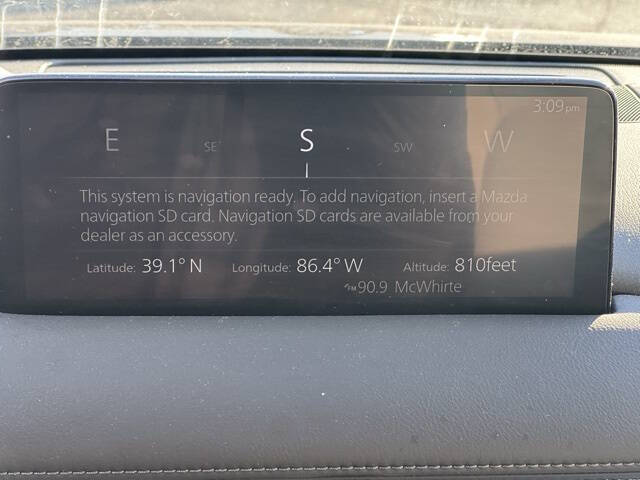 3:09pm
E SE S SW W
This system is navigation ready. To add navigation, insert a Mazda
navigation SD card. Navigation SD cards are available from your
dealer as an accessory.
Latitude: 39.1° N Longitude: 86.4° W Altitude: 810feet
FM 90.9 McWhirte